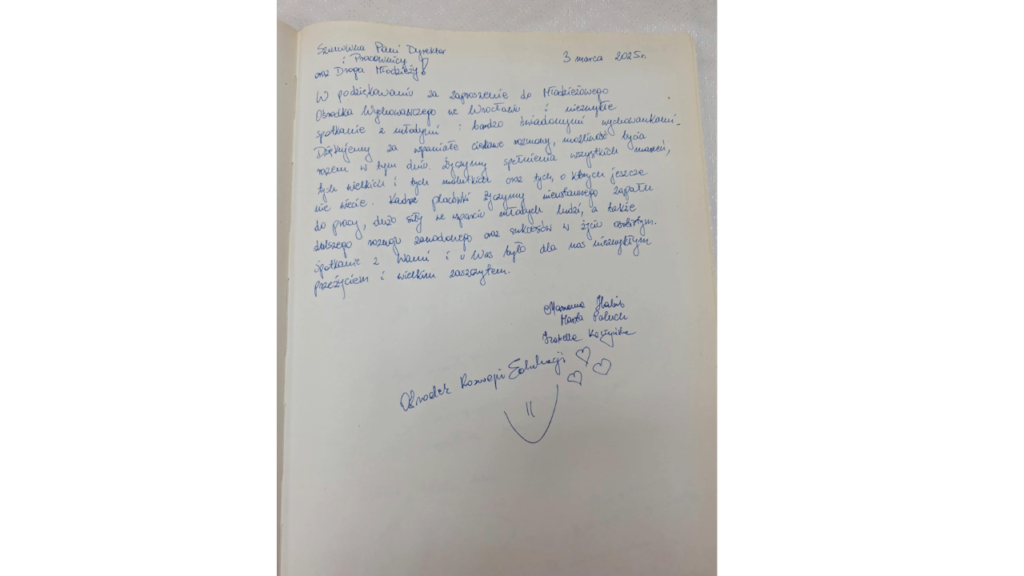 Szanowna Pani Dyrektor
i Pracownicy
oraz Droga Młodzieży!
3 marca 2025r.
W podziękowaniu za zaproszenie do Młodzieżowego
Ośrodka Wychowawczego we Wrocławiu i niezwykłe
spotkanie z młodymi i bardzo świadomymi wychowankami.
Dziękujemy za wspaniałe ciekawe rozmowy, możliwość bycia
razem w tym dniu. Życzymy spełnienia wszystkich marzeń,
tych wielkich i tych malutkich oraz tych, o których jeszcze
nie wiecie. Kadrze placówki życzymy nieustannego zapału
do pracy, dużo siły we wsparciu młodych ludzi, a także
dalszego rozwoju zawodowego oraz sukcesów w życiu osobistym.
Spotkanie z Wami i u Was było dla nas niezwykłym
przeżyciem i wielkim zaszczytem.
Marta Paluch
Izabella
Ośrodek Rozwoju Edukacji